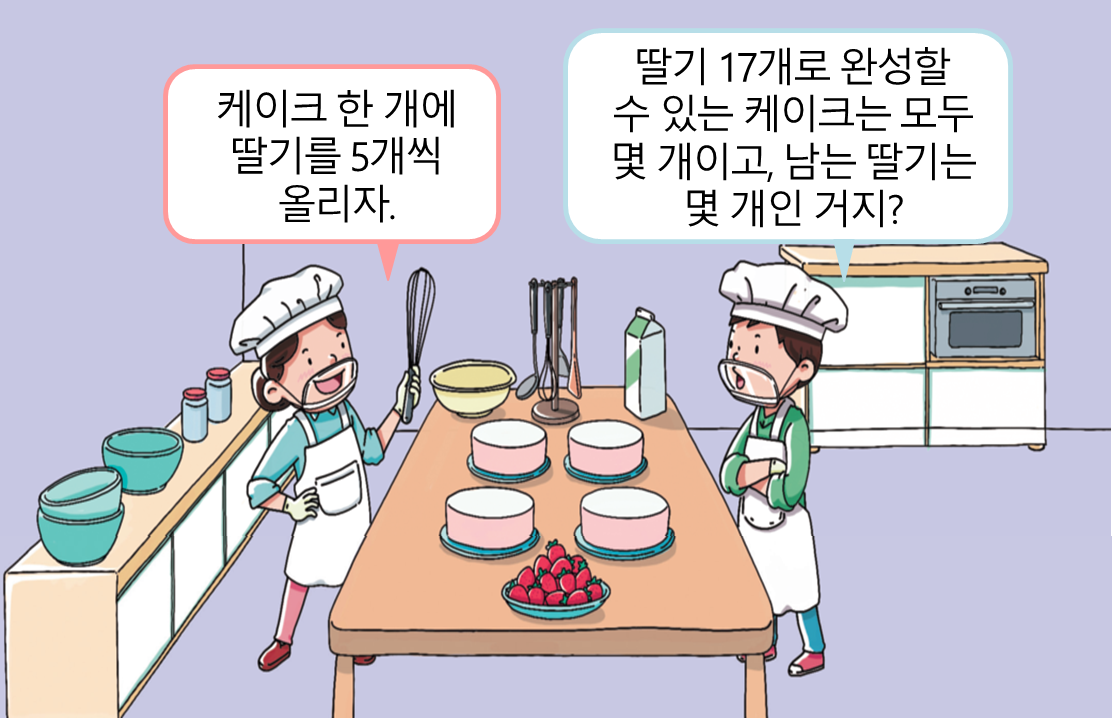 케이크 한 개에
딸기를 5개씩
올리자.
딸기 17개로 완성할
수 있는 케이크는 모두
몇 개이고, 남는 딸기는
몇 개인 거지?